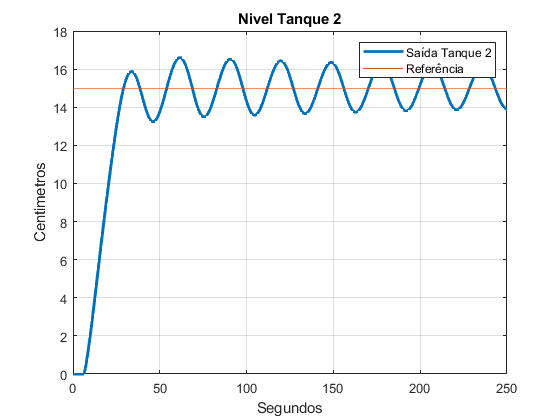 Nivel Tanque 2
Saída Tanque 2
Referência
Centimetros
18
16
14
12
10
8
6
4
2
0
0 50 100 150 200 250
Segundos